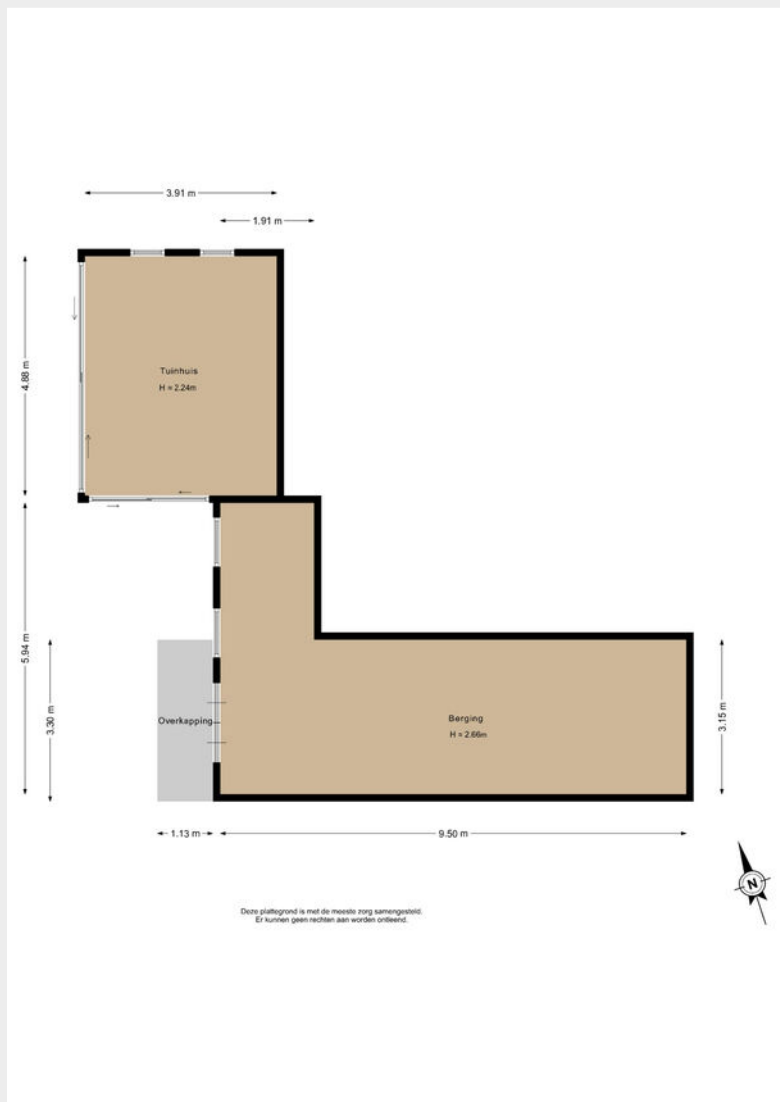 3.91 m
1.91 m
4.88 m
Tuinhuis
H = 2.24m
5.94 m
3.30 m
Overkapping
Berging
H = 2.66m
3.15 m
1.13 m
9.50 m
N
Deze plattegrond is met de meeste zorg samengesteld.
Er kunnen geen rechten aan worden ontleend.